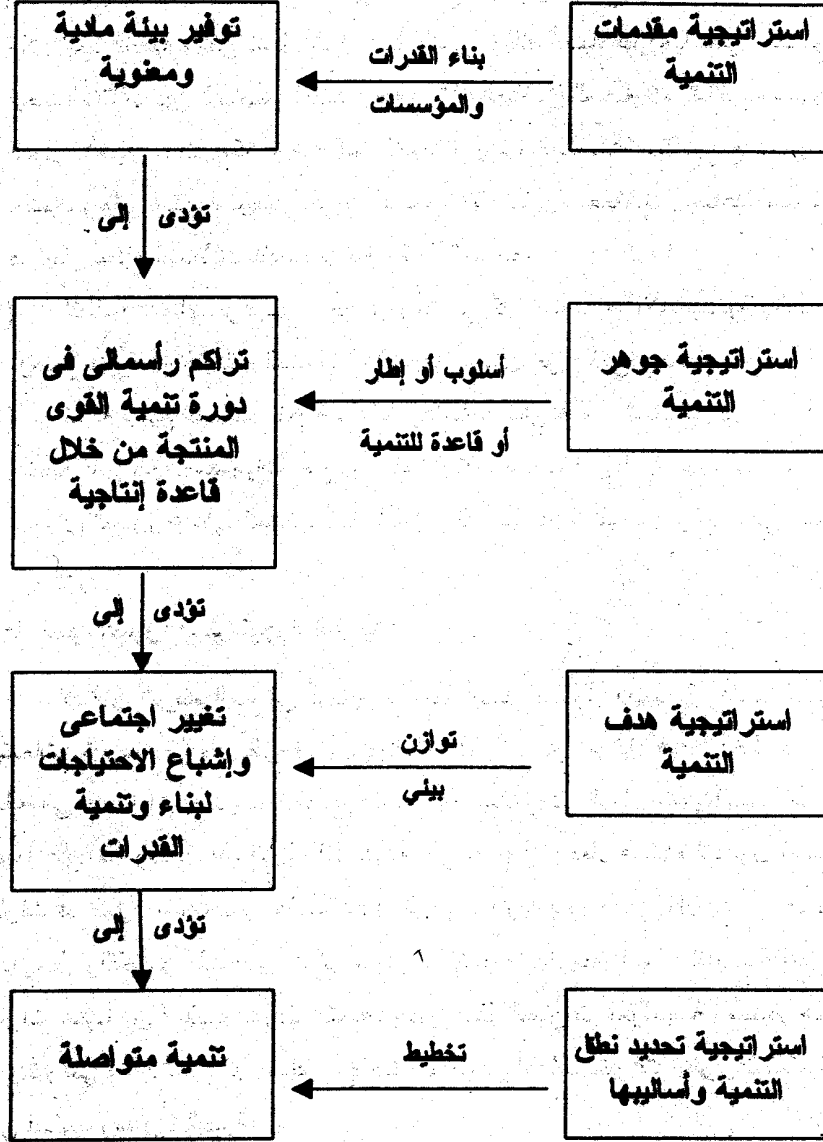 استراتيجية مقدمات
التنمية
بناء القدرات
والمؤسسات
توفير بيئة مادية
ومعنوية
تؤدى إلى
استراتيجية جوهر
التنمية
أسلوب أو إطار
أو قاعدة للتنمية
تراكم رأسمالى فى
دورة تنمية القوى
المنتجة من خلال
قاعدة إنتاجية
تؤدى إلى
استراتيجية هدف
التنمية
توازن
بيئي
تغيير اجتماعى
وإشباع الاحتياجات
لبناء وتنمية
القدرات
تؤدى إلى
استراتيجية تحديد نطاق
التنمية وأساليبها
تخطيط
تنمية متواصلة